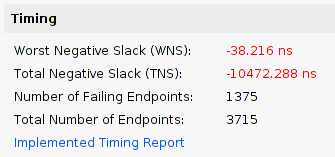 Timing
Worst Negative Slack (WNS): -38.216 ns
Total Negative Slack (TNS): -10472.288 ns
Number of Failing Endpoints: 1375
Total Number of Endpoints: 3715
Implemented Timing Report